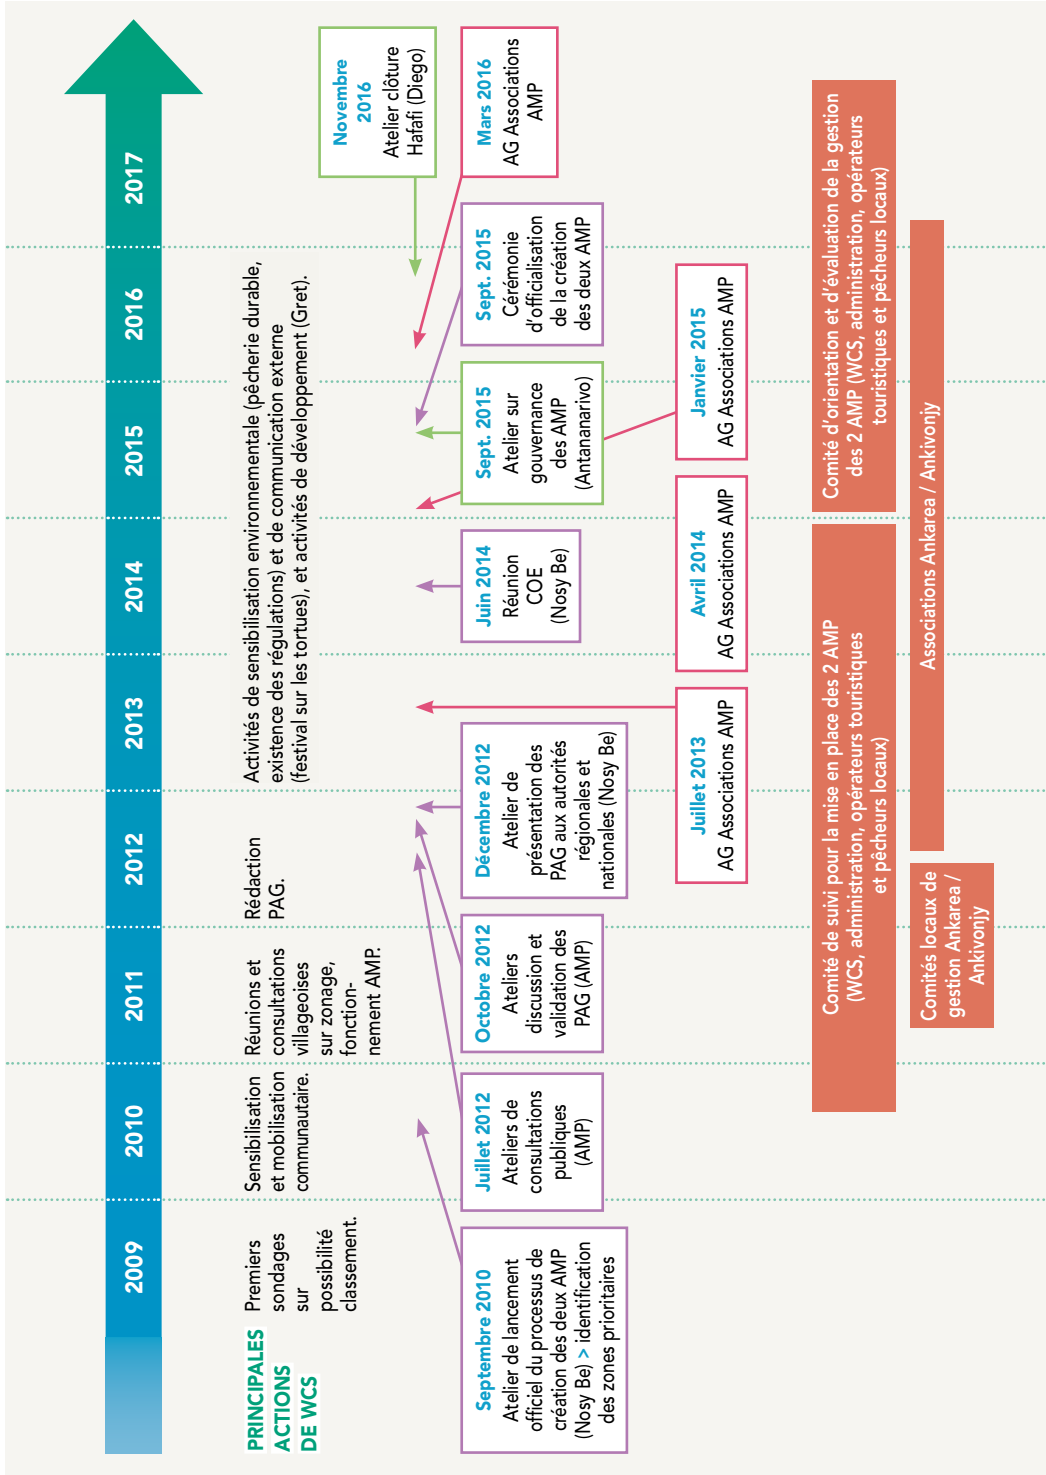 2009
2010
2011
2012
2013
2014
2015
2016
2017
PRINCIPALES
ACTIONS
DE WCS
Premiers
sondages
sur
possibilité
classement.
Sensibilisation
et mobilisation
communautaire.
Réunions et
consultations
villageoises
sur zonage,
fonction-
nement AMP.
Rédaction
PAG.
Activités de sensibilisation environnementale (pêcherie durable,
existence des régulations) et de communication externe
(festival sur les tortues), et activités de développement (Gret).
Septembre 2010
Atelier de lancement
officiel du processus de
création des deux AMP
(Nosy Be) > identification
des zones prioritaires
Juillet 2012
Ateliers de
consultations
publiques
(AMP)
Octobre 2012
Ateliers
discussion et
validation des
PAG (AMP)
Décembre 2012
Atelier de
présentation des
PAG aux autorités
régionales et
nationales (Nosy Be)
Juin 2014
Réunion
COE
(Nosy Be)
Sept. 2015
Atelier sur
gouvernance
des AMP
(Antananarivo)
Sept. 2015
Cérémonie
d'officialisation
de la création
des deux AMP
Mars 2016
AG Associations
AMP
Novembre
2016
Atelier clôture
Hafafi (Diego)
Juillet 2013
AG Associations AMP
Avril 2014
AG Associations AMP
Janvier 2015
AG Associations AMP
Comité de suivi pour la mise en place des 2 AMP
(WCS, administration, opérateurs touristiques
et pêcheurs locaux)
Comité d'orientation et d'évaluation de la gestion
des 2 AMP (WCS, administration, opérateurs
touristiques et pêcheurs locaux)
Comités locaux de
gestion Ankarea /
Ankivonjy
Associations Ankarea / Ankivonjy